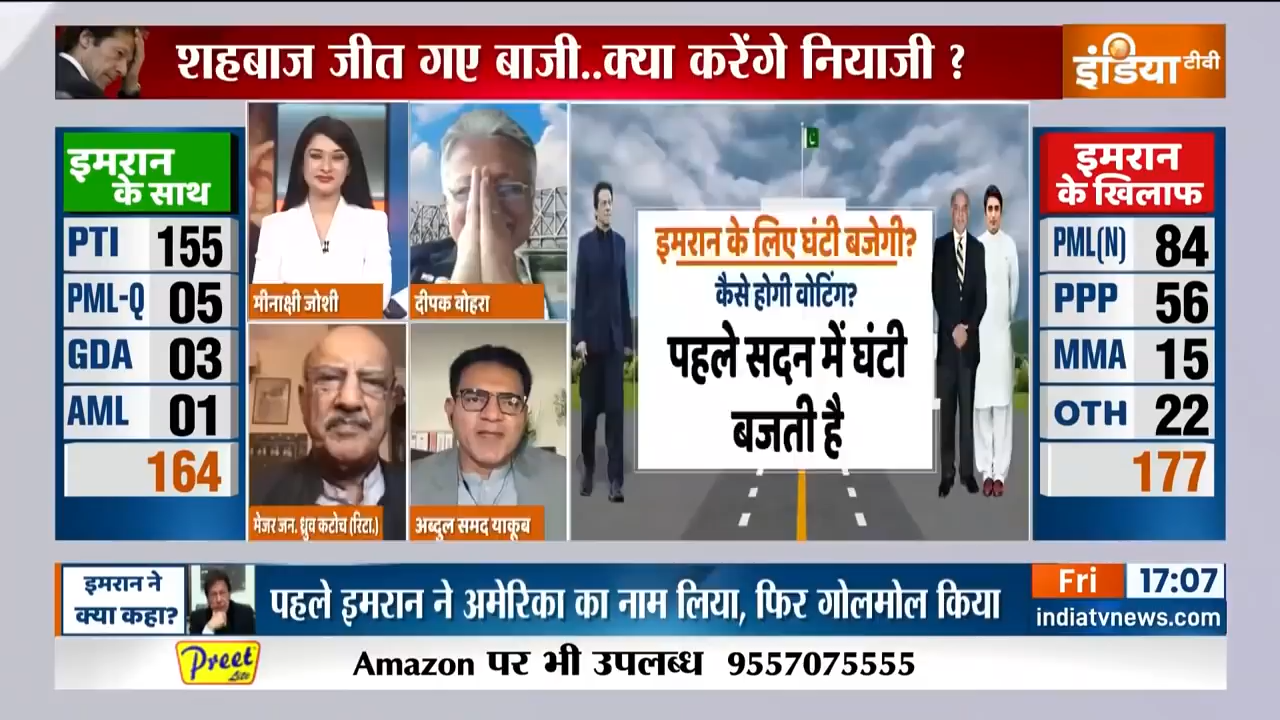 शहबाज जीत गए बाजी..क्या करेंगे नियाजी ?
इंडिया टीवी
इमरान
के साथ
PTI 155
PML-Q 05
GDA 03
AML 01
164
मीनाक्षी जोशी
दीपक वोहरा
मेजर जन. ध्रुव कटोच (रिटा.)
अब्दुल समद याकूब
इमरान के लिए घंटी बजेगी?
कैसे होगी वोटिंग?
पहले सदन में घंटी
बजती है
इमरान
के खिलाफ
PML(N) 84
PPP 56
MMA 15
OTH 22
177
इमरान ने
क्या कहा?
पहले इमरान ने अमेरिका का नाम लिया, फिर गोलमोल किया
Fri 17:07
indiatvnews.com
Preet Lite
Amazon पर भी उपलब्ध 9557075555